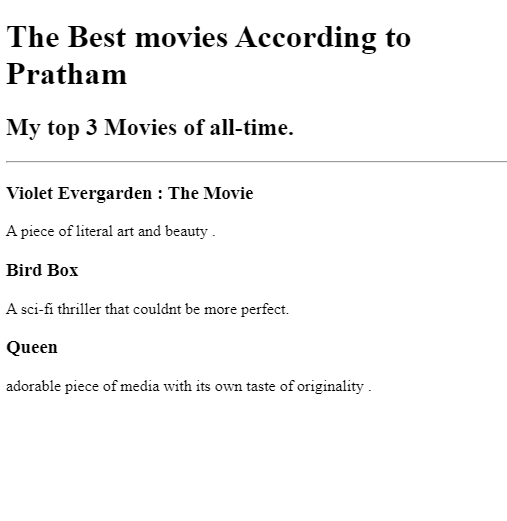 The Best movies According to
Pratham
My top 3 Movies of all-time.
Violet Evergarden : The Movie
A piece of literal art and beauty .
Bird Box
A sci-fi thriller that couldnt be more perfect.
Queen
adorable piece of media with its own taste of originality .